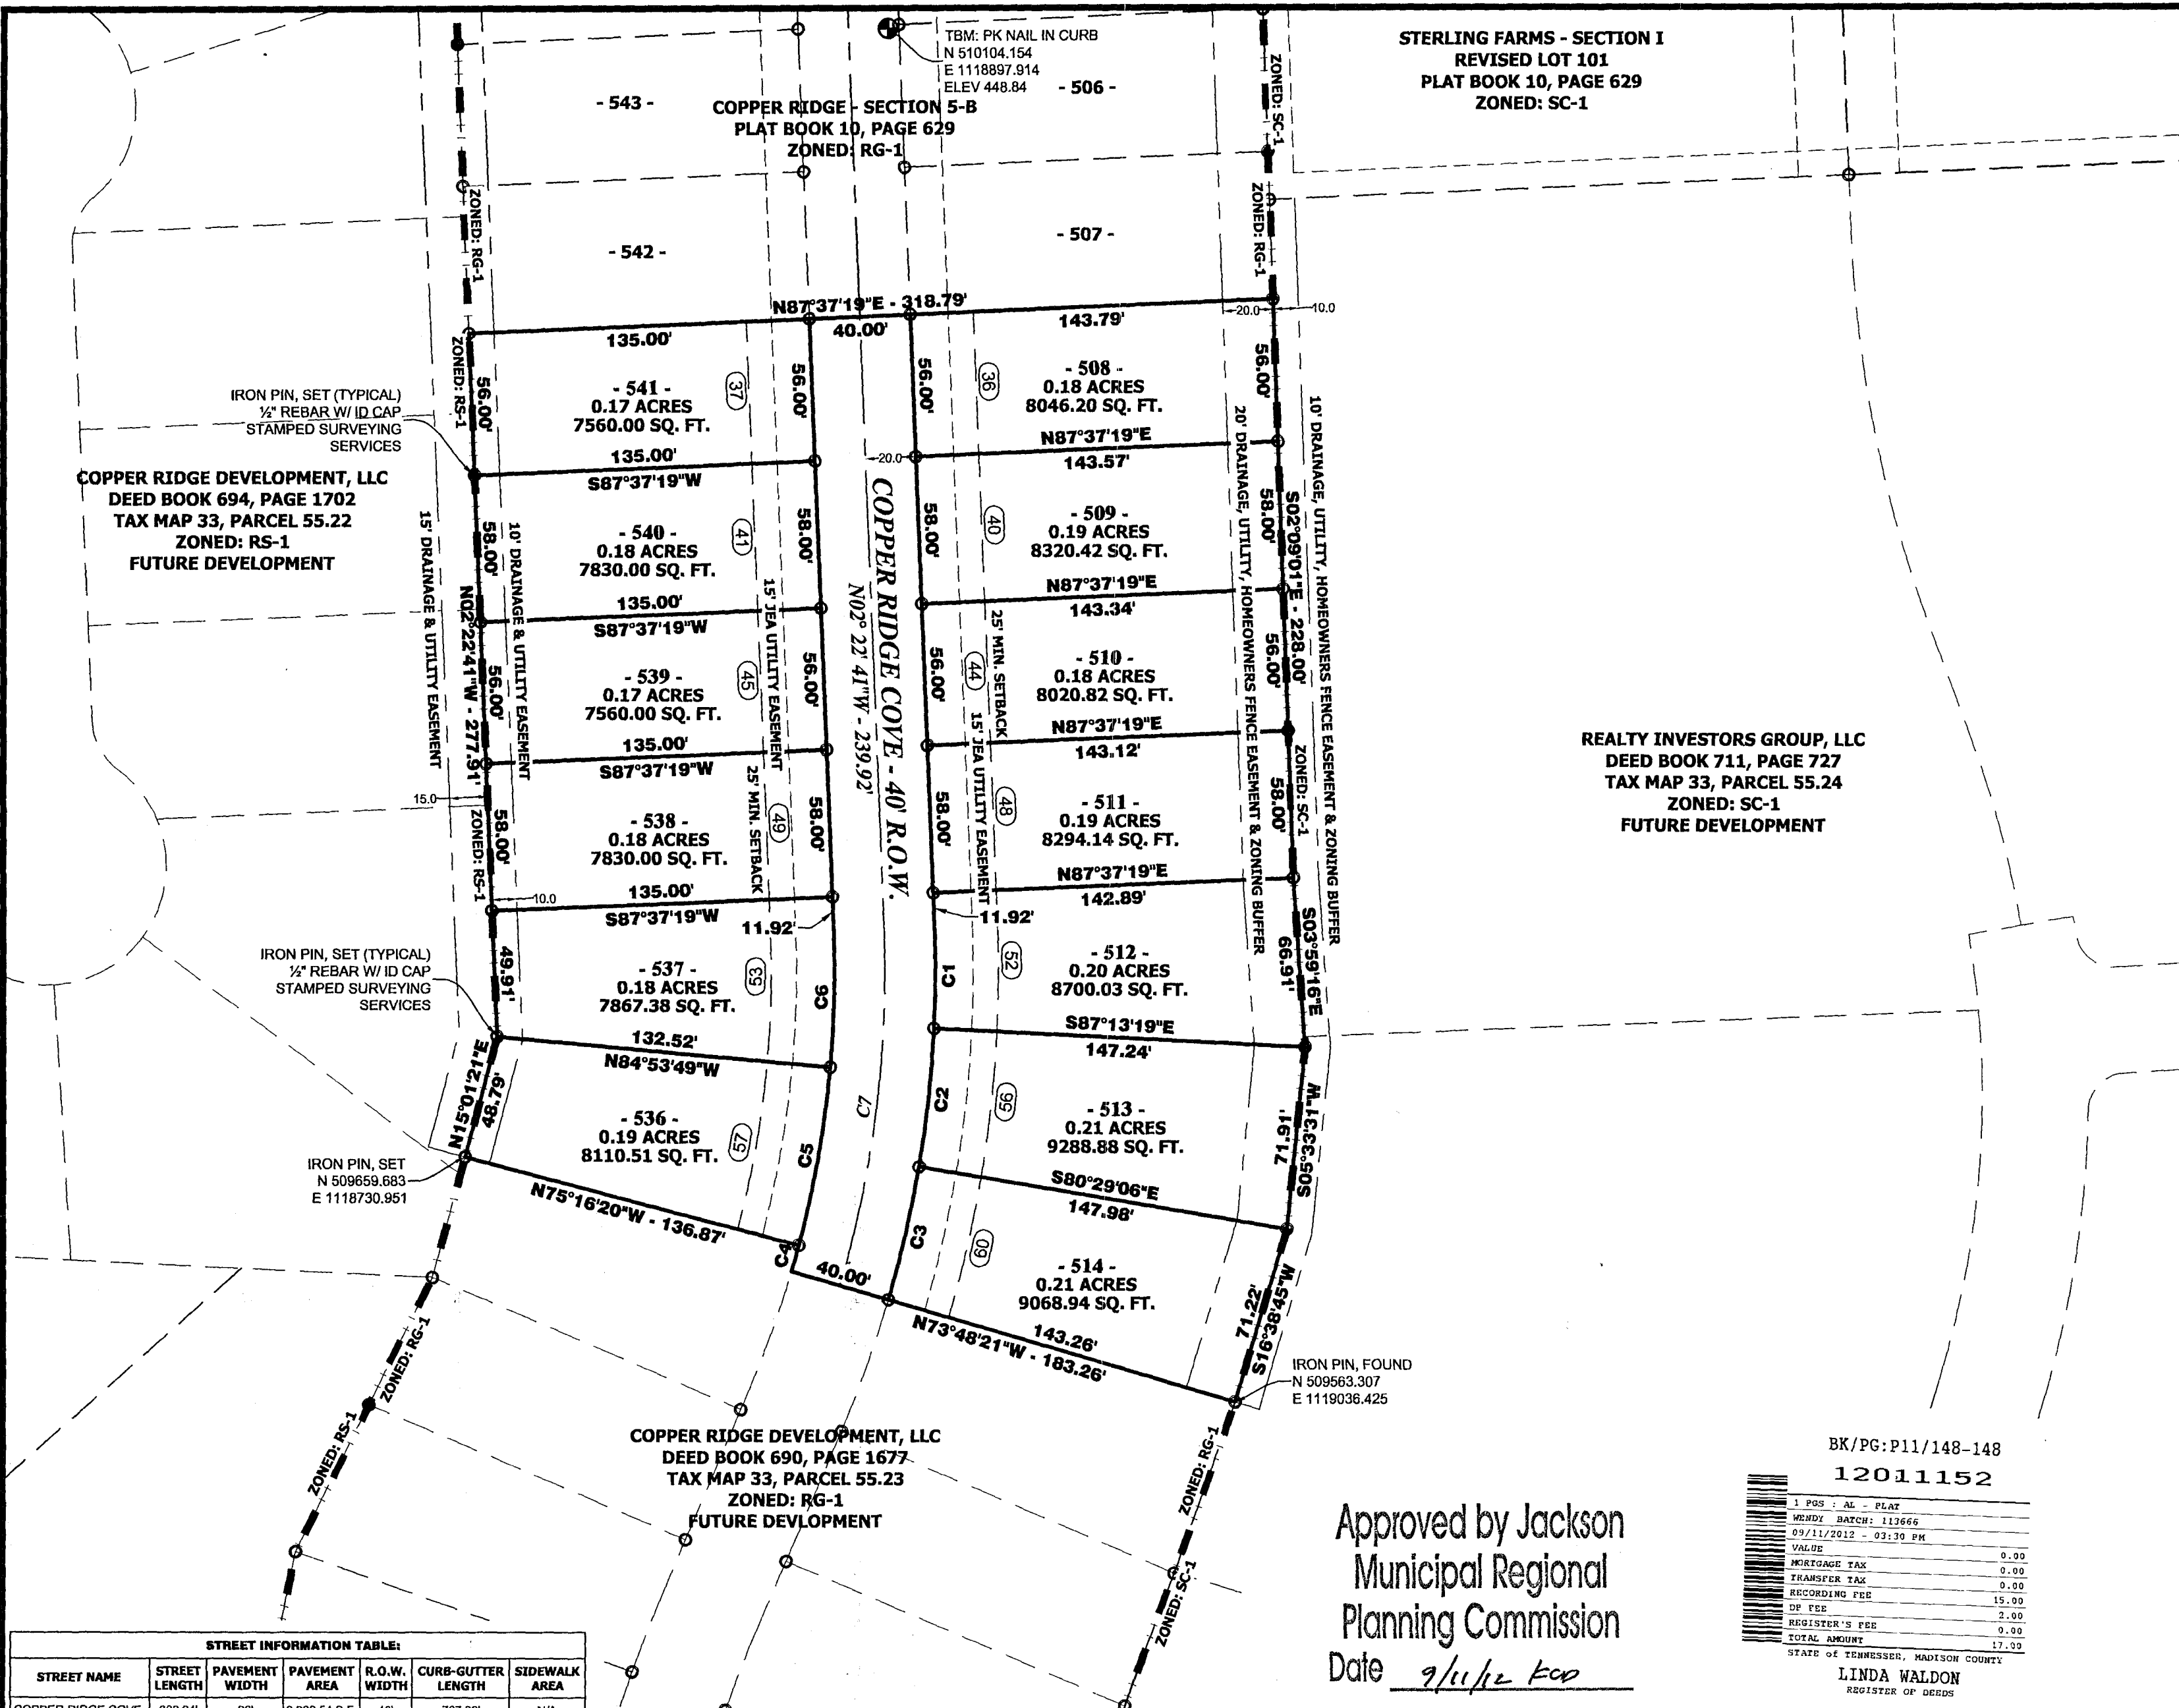 TBM: PK NAIL IN CURB
N 510104.154
E 1118897.914
ELEV 448.84
- 506 -
- 543 -
COPPER RIDGE - SECTION 5-B
PLAT BOOK 10, PAGE 629
ZONED: RG-1
STERLING FARMS - SECTION I
REVISED LOT 101
PLAT BOOK 10, PAGE 629
ZONED: SC-1
ZONED: SC-1
ZONED: RG-1
ZONED: RG-1
- 542 -
- 507 -
N87°37'19"E - 318.79'
135.00'
40.00'
143.79'
20.0
10.0
ZONED: RS-1
56.00'
56.00'
56.00'
56.00'
IRON PIN, SET (TYPICAL)
½" REBAR W/ ID CAP
STAMPED SURVEYING
SERVICES
- 541 -
0.17 ACRES
7560.00 SQ. FT.
37
36
- 508 -
0.18 ACRES
8046.20 SQ. FT.
135.00'
S87°37'19"W
20.0
N87°37'19"E
143.57'
COPPER RIDGE DEVELOPMENT, LLC
DEED BOOK 694, PAGE 1702
TAX MAP 33, PARCEL 55.22
ZONED: RS-1
FUTURE DEVELOPMENT
15' DRAINAGE & UTILITY EASEMENT
10' DRAINAGE & UTILITY EASEMENT
58.00'
N02°22'41"W - 277.91'
- 540 -
0.18 ACRES
7830.00 SQ. FT.
41
58.00'
COPPER RIDGE COVE - 40' R.O.W.
N02° 22' 41"W - 239.92'
58.00'
40
- 509 -
0.19 ACRES
8320.42 SQ. FT.
58.00'
S02°09'01"E - 228.00'
20' DRAINAGE, UTILITY, HOMEOWNERS FENCE EASEMENT & ZONING BUFFER
10' DRAINAGE, UTILITY, HOMEOWNERS FENCE EASEMENT & ZONING BUFFER
135.00'
S87°37'19"W
N87°37'19"E
143.34'
15' JEA UTILITY EASEMENT
25' MIN. SETBACK
56.00'
- 539 -
0.17 ACRES
7560.00 SQ. FT.
45
56.00'
56.00'
44
- 510 -
0.18 ACRES
8020.82 SQ. FT.
56.00'
135.00'
S87°37'19"W
N87°37'19"E
143.12'
25' MIN. SETBACK
15' JEA UTILITY EASEMENT
REALTY INVESTORS GROUP, LLC
DEED BOOK 711, PAGE 727
TAX MAP 33, PARCEL 55.24
ZONED: SC-1
FUTURE DEVELOPMENT
15.0
ZONED: RS-1
58.00'
- 538 -
0.18 ACRES
7830.00 SQ. FT.
49
58.00'
58.00'
48
- 511 -
0.19 ACRES
8294.14 SQ. FT.
58.00'
ZONED: SC-1
10.0
135.00'
S87°37'19"W
11.92'
11.92'
N87°37'19"E
142.89'
IRON PIN, SET (TYPICAL)
½" REBAR W/ ID CAP
STAMPED SURVEYING
SERVICES
49.91'
- 537 -
0.18 ACRES
7867.38 SQ. FT.
53
C6
C1
52
- 512 -
0.20 ACRES
8700.03 SQ. FT.
66.91'
S03°59'16"E
132.52'
N84°53'49"W
S87°13'19"E
147.24'
N15°01'21"E
48.79'
- 536 -
0.19 ACRES
8110.51 SQ. FT.
57
C5
C7
C2
56
- 513 -
0.21 ACRES
9288.88 SQ. FT.
71.91'
S05°33'31"W
IRON PIN, SET
N 509659.683
E 1118730.951
N75°16'20"W - 136.87'
S80°29'06"E
147.98'
C4
40.00'
C3
60
- 514 -
0.21 ACRES
9068.94 SQ. FT.
71.22'
S16°38'45"W
143.26'
N73°48'21"W - 183.26'
IRON PIN, FOUND
N 509563.307
E 1119036.425
ZONED: RG-1
ZONED: RS-1
COPPER RIDGE DEVELOPMENT, LLC
DEED BOOK 690, PAGE 1677
TAX MAP 33, PARCEL 55.23
ZONED: RG-1
FUTURE DEVLOPMENT
ZONED: RG-1
ZONED: SC-1
Approved by Jackson
Municipal Regional
Planning Commission
Date 9/11/12 KCD
BK/PG:P11/148-148
12011152
1 PGS : AL - PLAT
WENDY BATCH: 113666
09/11/2012 - 03:30 PM
VALUE 0.00
MORTGAGE TAX 0.00
TRANSFER TAX 0.00
RECORDING FEE 15.00
DP FEE 2.00
REGISTER'S FEE 0.00
TOTAL AMOUNT 17.00
STATE of TENNESSEE, MADISON COUNTY
LINDA WALDON
REGISTER OF DEEDS
STREET INFORMATION TABLE:
STREET NAME STREET LENGTH PAVEMENT WIDTH PAVEMENT AREA R.O.W. WIDTH CURB-GUTTER LENGTH SIDEWALK AREA